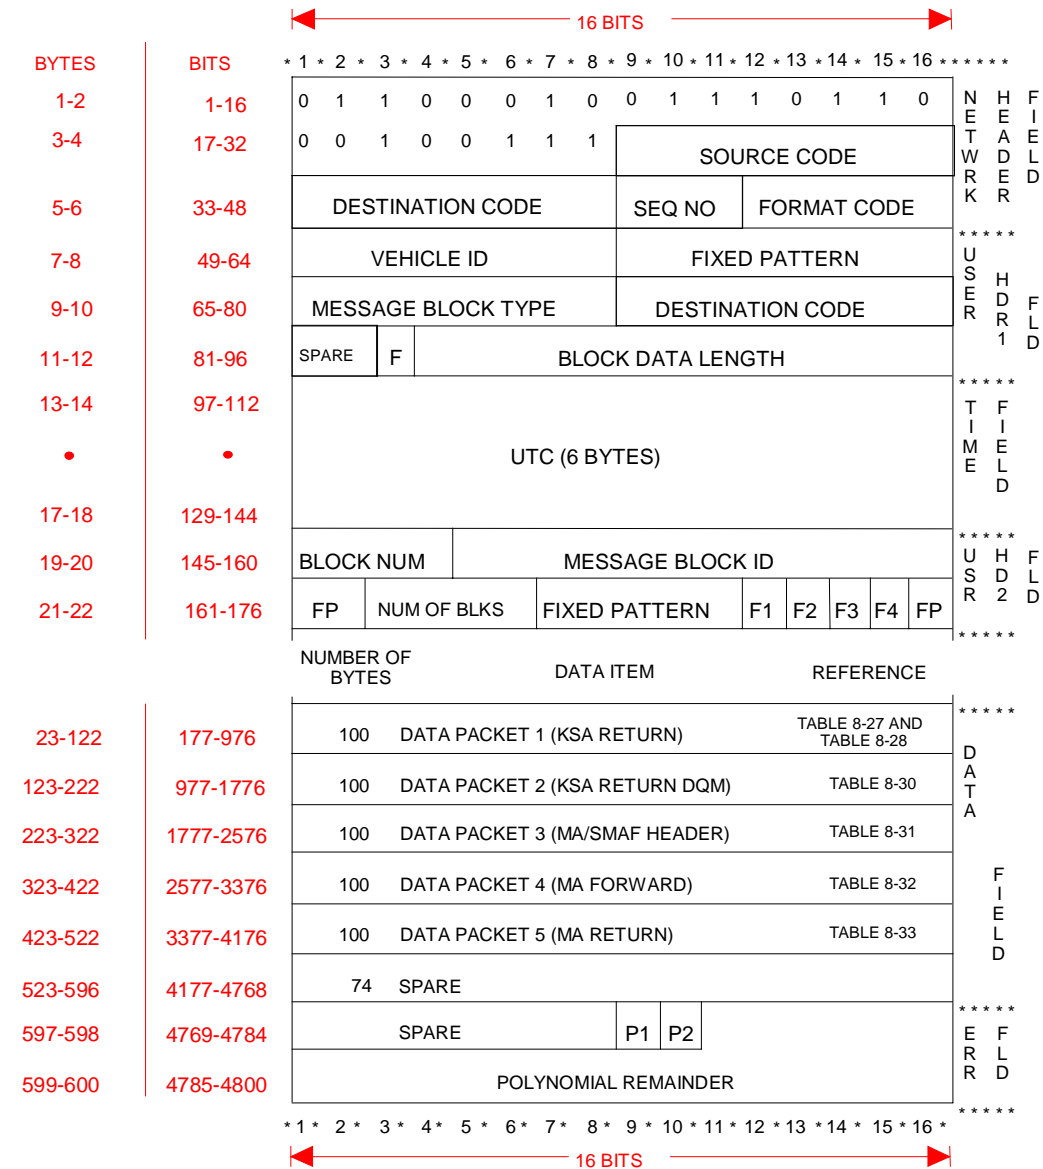 16 BITS
BYTES BITS * 1 * 2 * 3 * 4 * 5 * 6 * 7 * 8 * 9 * 10 * 11 * 12 * 13 * 14 * 15 * 16 * * * * * *
1-2 1-16 0 1 1 0 0 0 1 0 0 1 1 1 0 1 1 0
3-4 17-32 0 0 1 0 0 1 1 1 SOURCE CODE
NETWRK HEADER FIELD
5-6 33-48 DESTINATION CODE SEQ NO FORMAT CODE
* * * * *
7-8 49-64 VEHICLE ID FIXED PATTERN
9-10 65-80 MESSAGE BLOCK TYPE DESTINATION CODE
USER HDR1 FLD
11-12 81-96 SPARE F BLOCK DATA LENGTH
* * * * *
13-14 97-112
• • UTC (6 BYTES)
TIME FIELD
17-18 129-144
* * * * *
19-20 145-160 BLOCK NUM MESSAGE BLOCK ID
USR HD2 FLD
21-22 161-176 FP NUM OF BLKS FIXED PATTERN F1 F2 F3 F4 FP
* * * * *
NUMBER OF
BYTES DATA ITEM REFERENCE
* * * * *
23-122 177-976 100 DATA PACKET 1 (KSA RETURN) TABLE 8-27 AND
TABLE 8-28
123-222 977-1776 100 DATA PACKET 2 (KSA RETURN DQM) TABLE 8-30
DATA FIELD
223-322 1777-2576 100 DATA PACKET 3 (MA/SMAF HEADER) TABLE 8-31
323-422 2577-3376 100 DATA PACKET 4 (MA FORWARD) TABLE 8-32
423-522 3377-4176 100 DATA PACKET 5 (MA RETURN) TABLE 8-33
523-596 4177-4768 74 SPARE
* * * * *
597-598 4769-4784 SPARE P1 P2
ERR FLD
599-600 4785-4800 POLYNOMIAL REMAINDER
* * * * *
* 1 * 2 * 3 * 4 * 5 * 6 * 7 * 8 * 9 * 10 * 11 * 12 * 13 * 14 * 15 * 16 *
16 BITS